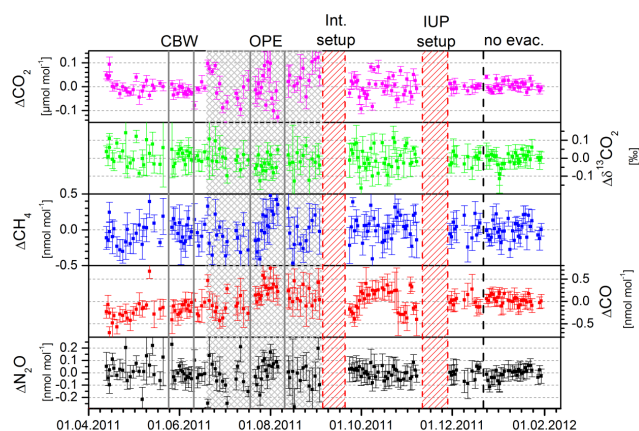 Int. IUP
CBW OPE setup setup no evac.
0.1
0.0
-0.1
ΔCO2
[µmol mol⁻¹]
0.1
0.0
-0.1
Δδ¹³CO2
[‰]
0.5
0.0
-0.5
ΔCH4
[nmol mol⁻¹]
0.5
0.0
-0.5
ΔCO
[nmol mol⁻¹]
0.2
0.1
0.0
-0.1
-0.2
ΔN2O
[nmol mol⁻¹]
01.04.2011 01.06.2011 01.08.2011 01.10.2011 01.12.2011 01.02.2012